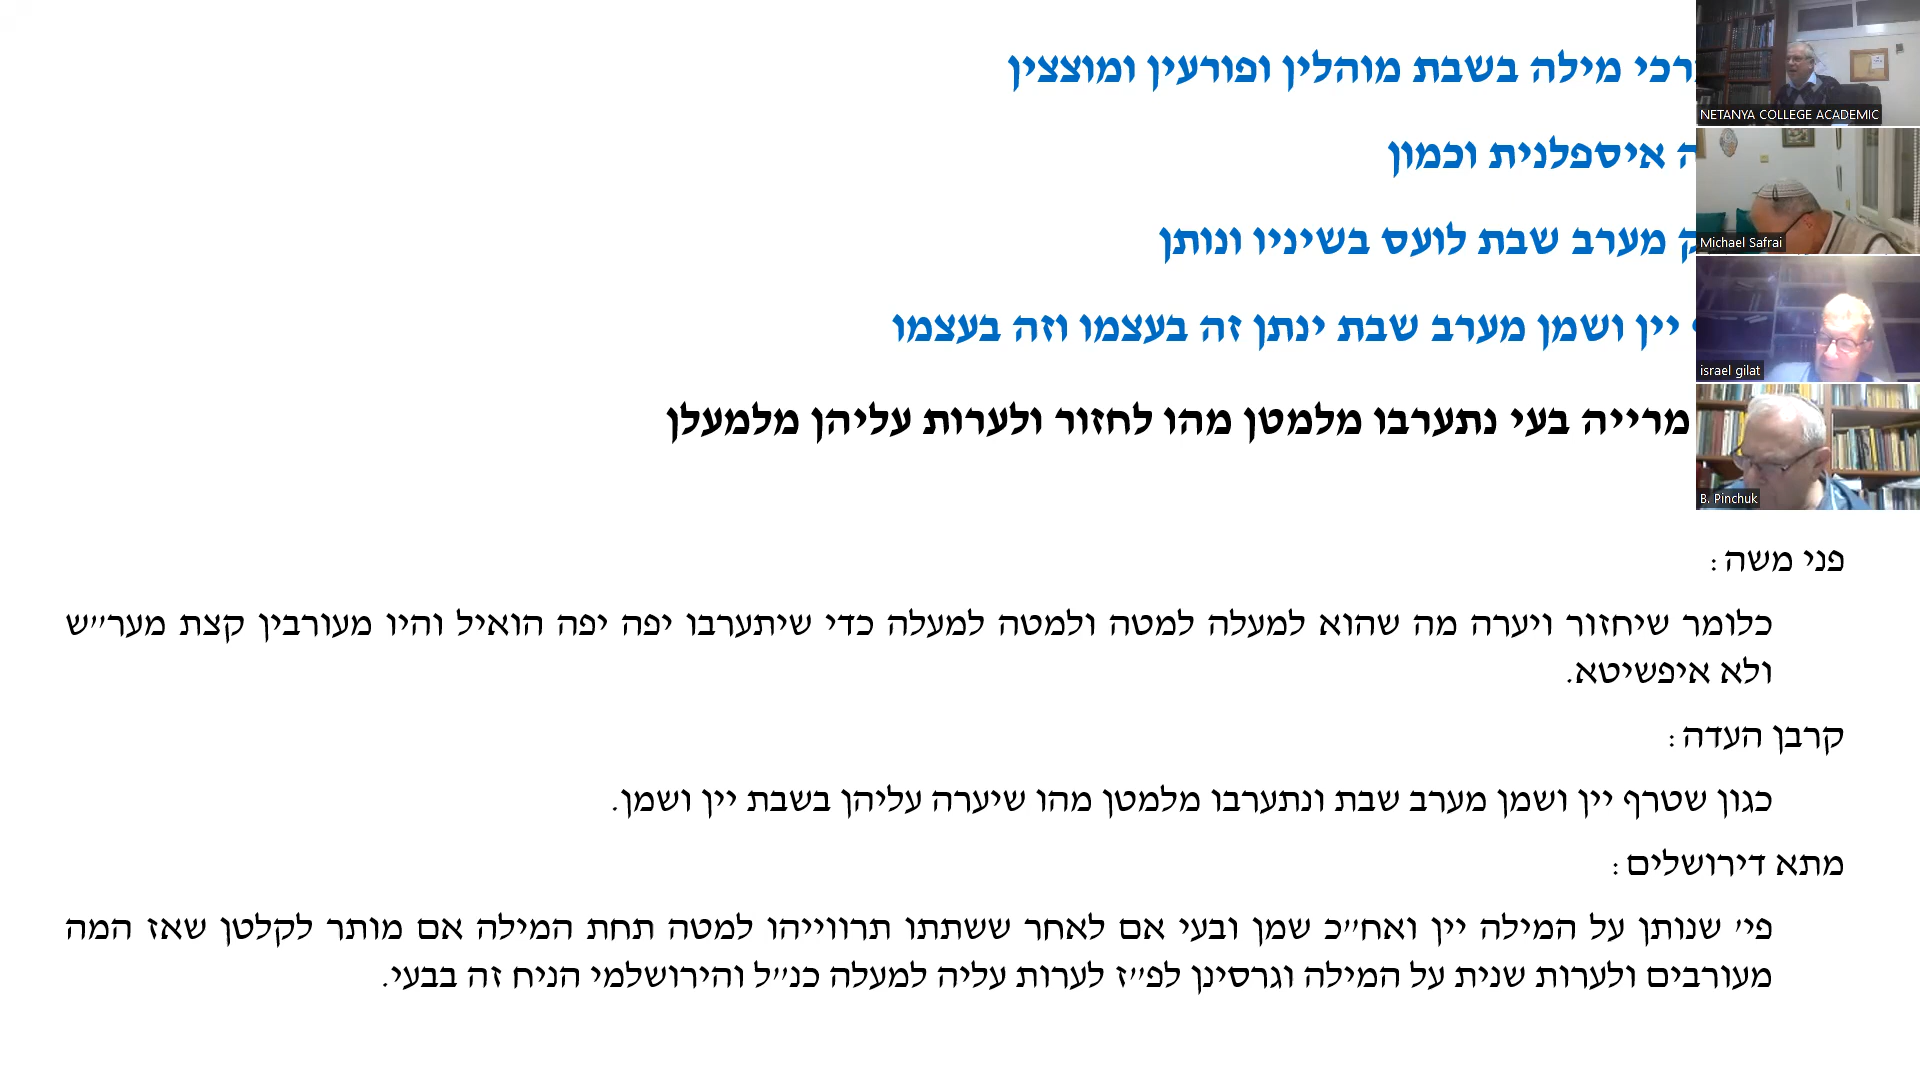 מילה בשבת מוהלין ופורעין ומוצצין
איספלנית וכמון
מערב שבת לועס בשיניו ונותן
יין ושמן מערב שבת ינתן זה בעצמו וזה בעצמו
מרייה בעי נתערבו מלמטן מהו לחזור ולערות עליהן מלמעלן
פני משה:
כלומר שיחזור ויערה מה שהוא למעלה למטה ולמטה למעלה כדי שיתערבו יפה יפה הואיל והיו מעורבין קצת מער״ש
ולא איפשיטא.
קרבן העדה:
כגון שטרף יין ושמן מערב שבת ונתערבו מלמטן מהו שיערה עליהן בשבת יין ושמן.
מתא דירושלים:
פי׳ שנותן על המילה יין ואח״כ שמן ובעי אם לאחר ששתתו תרווייהו למטה תחת המילה אם מותר לקלטן שאז המה
מעורבים ולערות שנית על המילה וגרסינן לפ״ז לערות עליה למעלה כנ״ל והירושלמי הניח זה בבעי.
NETANYA COLLEGE ACADEMIC
Michael Safrai
israel gilat
B. Pinchuk